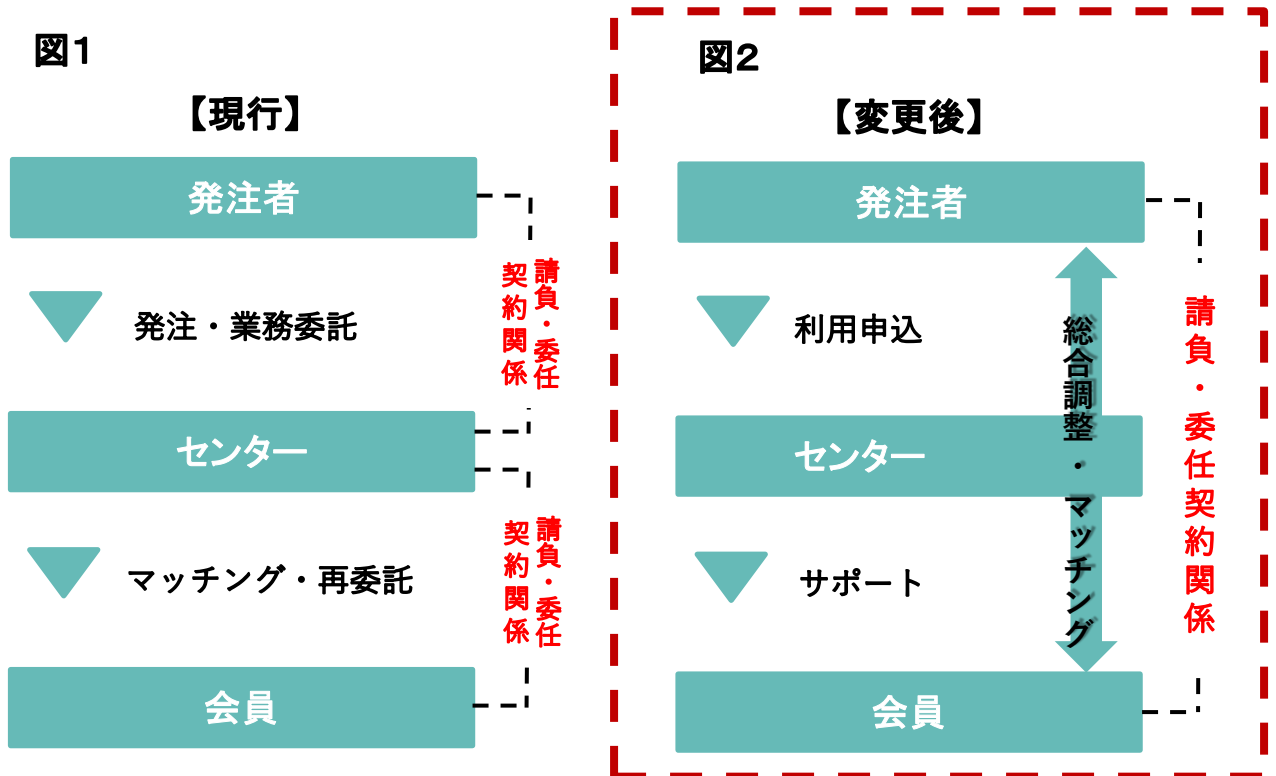 図1
【現行】
発注者
発注・業務委託
請負・委任
契約関係
センター
マッチング・再委託
請負・委任
契約関係
会員
図2
【変更後】
発注者
利用申込
総合調整・マッチング
請負・委任契約関係
センター
サポート
会員